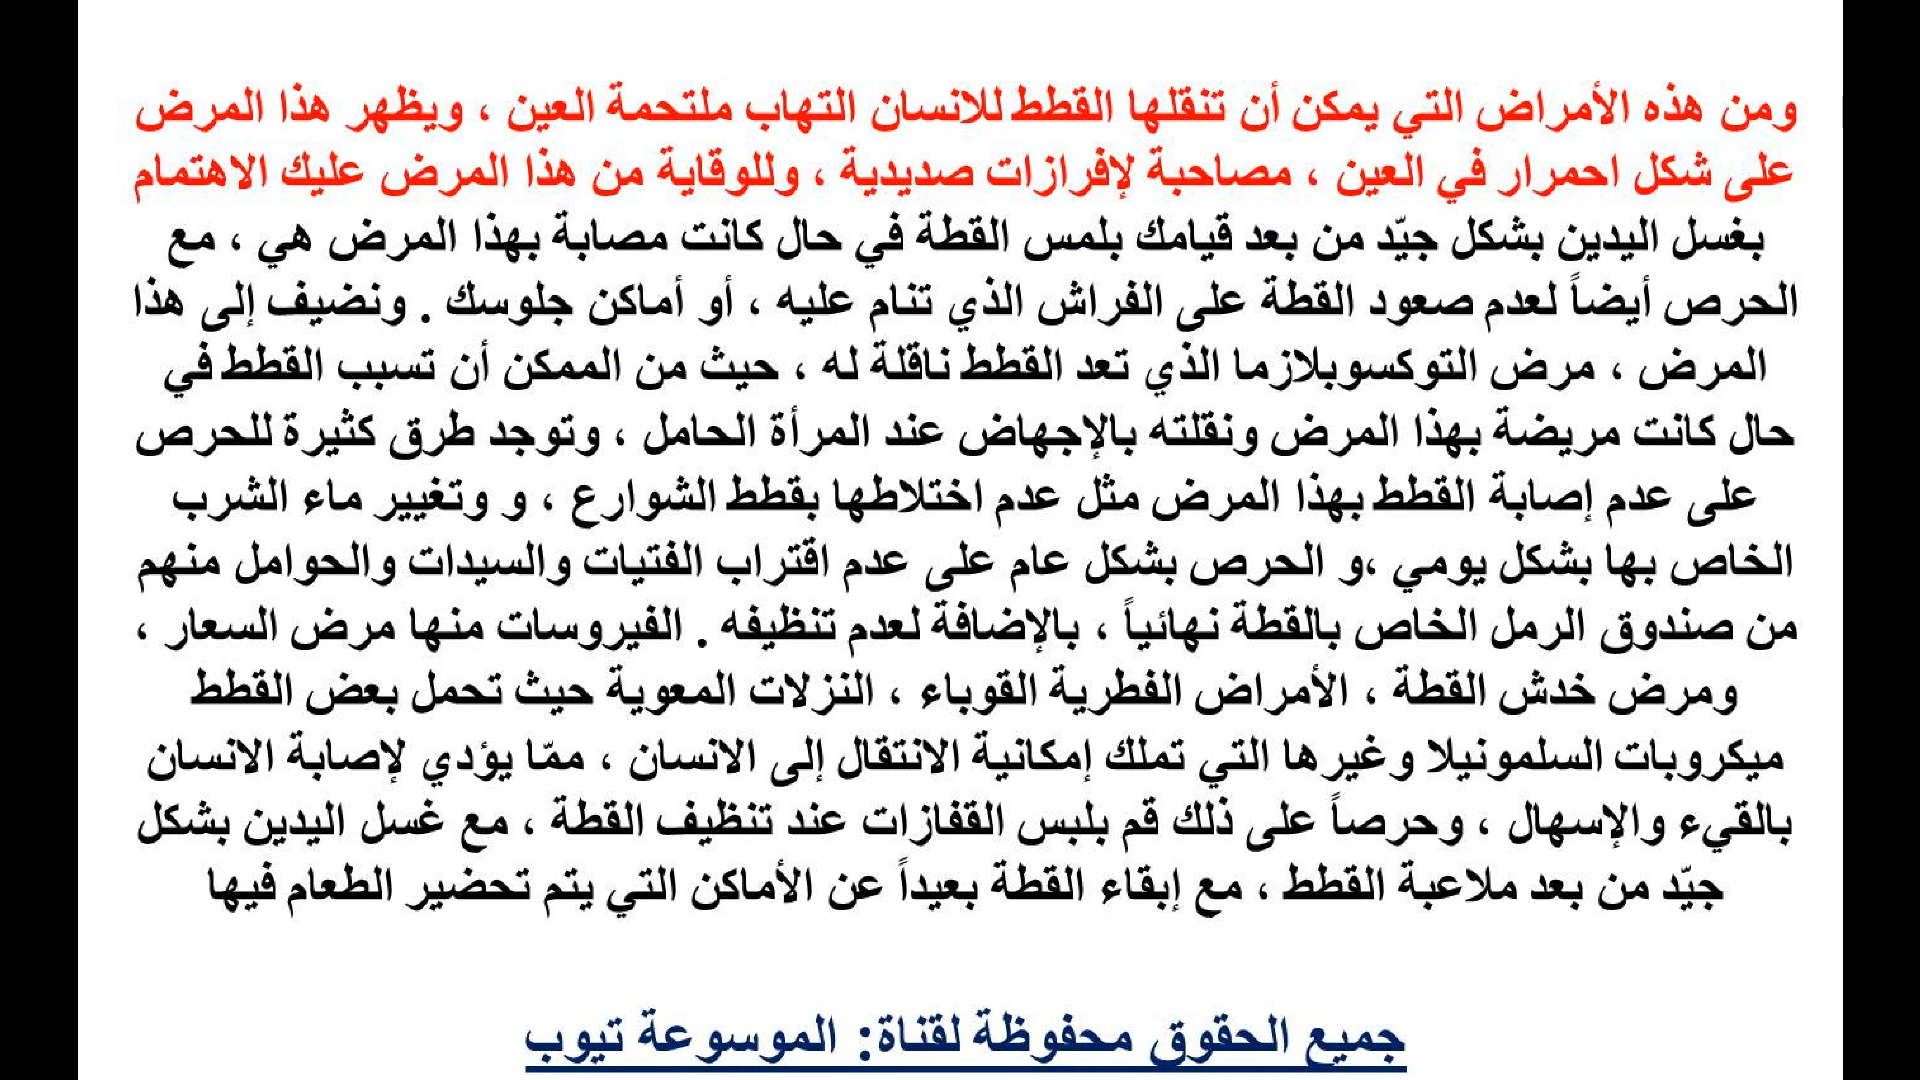 ومن هذه الأمراض التي يمكن أن تنقلها القطط للانسان التهاب ملتحمة العين ، ويظهر هذا المرض
على شكل احمرار في العين ، مصاحبة لإفرازات صديدية ، وللوقاية من هذا المرض عليك الاهتمام
بغسل اليدين بشكل جيّد من بعد قيامك بلمس القطة في حال كانت مصابة بهذا المرض هي ، مع
الحرص أيضاً لعدم صعود القطة على الفراش الذي تنام عليه ، أو أماكن جلوسك . ونضيف إلى هذا
المرض ، مرض التوكسوبلازما الذي تعد القطط ناقلة له ، حيث من الممكن أن تسبب القطط في
حال كانت مريضة بهذا المرض ونقلته بالإجهاض عند المرأة الحامل ، وتوجد طرق كثيرة للحرص
على عدم إصابة القطط بهذا المرض مثل عدم اختلاطها بقطط الشوارع ، و وتغيير ماء الشرب
الخاص بها بشكل يومي ،و الحرص بشكل عام على عدم اقتراب الفتيات والسيدات والحوامل منهم
من صندوق الرمل الخاص بالقطة نهائياً ، بالإضافة لعدم تنظيفه . الفيروسات منها مرض السعار ،
ومرض خدش القطة ، الأمراض الفطرية القوباء ، النزلات المعوية حيث تحمل بعض القطط
ميكروبات السلمونيلا وغيرها التي تملك إمكانية الانتقال إلى الانسان ، ممّا يؤدي لإصابة الانسان
بالقيء والإسهال ، وحرصاً على ذلك قم بلبس القفازات عند تنظيف القطة ، مع غسل اليدين بشكل
جيّد من بعد ملاعبة القطط ، مع إبقاء القطة بعيداً عن الأماكن التي يتم تحضير الطعام فيها
جميع الحقوق محفوظة لقناة: الموسوعة تيوب